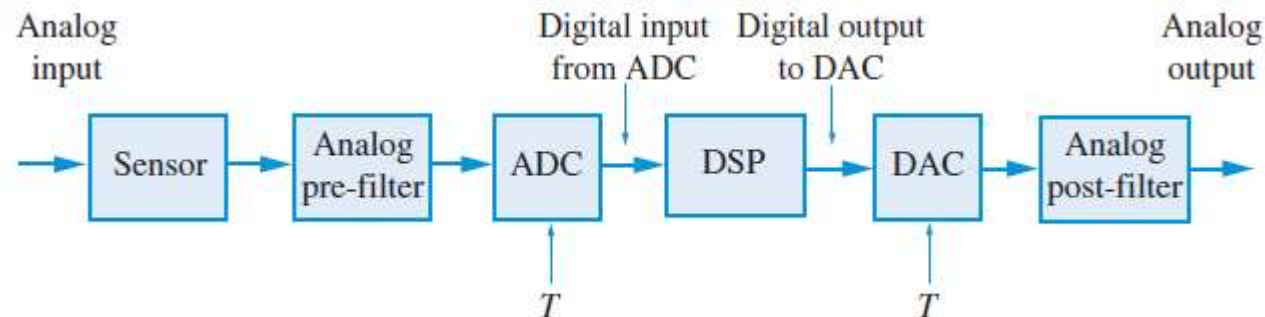 Analog
input
Digital input
from ADC
Digital output
to DAC
Analog
output
Sensor
Analog
pre-filter
ADC
DSP
DAC
Analog
post-filter
T
T